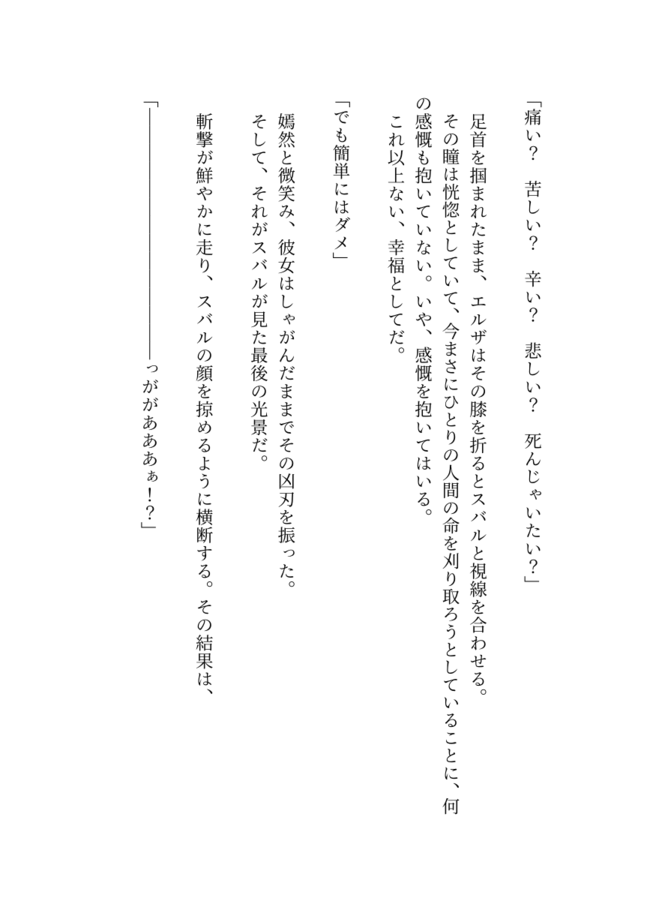 「痛い？　苦しい？　辛い？　悲しい？　死んじゃいたい？」
　足首を掴まれたまま、エルザはその膝を折るとスバルと視線を合わせる。
　その瞳は恍惚としていて、今まさにひとりの人間の命を刈り取ろうとしていることに、何
の感慨も抱いていない。いや、感慨を抱いてはいる。
　これ以上ない、幸福としてだ。
「でも簡単にはダメ」
　嫣然と微笑み、彼女はしゃがんだままでその凶刃を振った。
　そして、それがスバルが見た最後の光景だ。
　斬撃が鮮やかに走り、スバルの顔を掠めるように横断する。その結果は、
「――――――――――――――っががあああぁ！？」